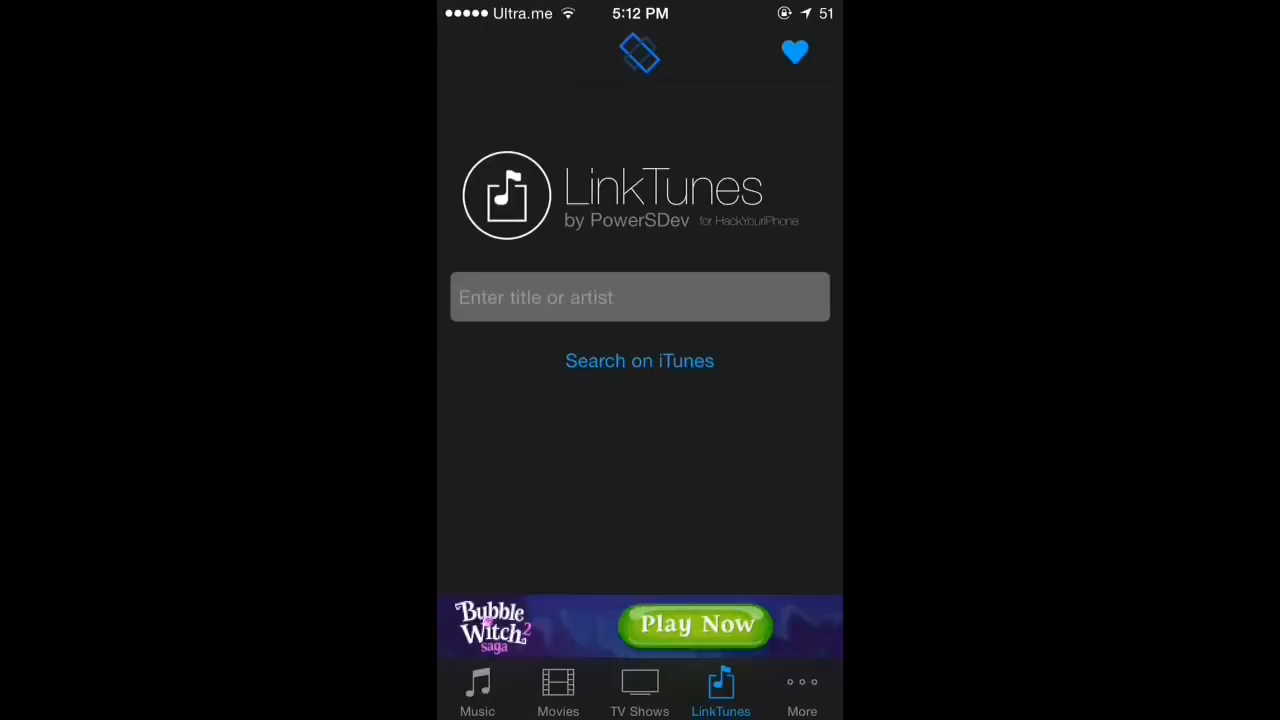 Ultra.me 5:12 PM 51
LinkTunes
by PowerSDev for HackYouriPhone
Enter title or artist
Search on iTunes
Bubble
Witch 2
saga
Play Now
Music Movies TV Shows LinkTunes More